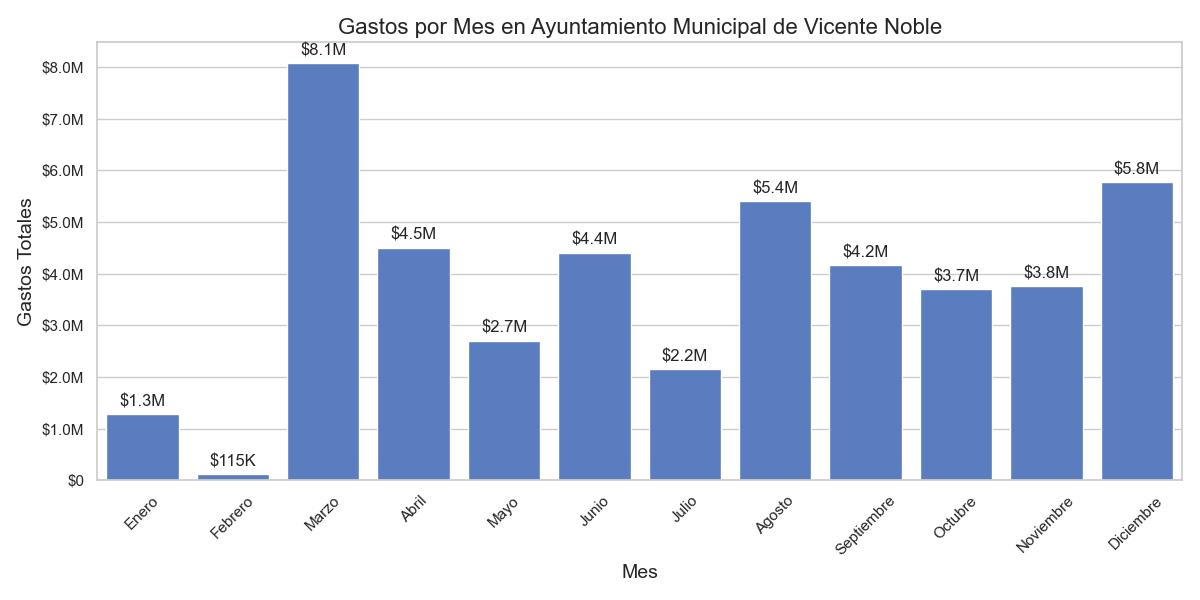 Gastos por Mes en Ayuntamiento Municipal de Vicente Noble
Gastos Totales
$8.0M
$7.0M
$6.0M
$5.0M
$4.0M
$3.0M
$2.0M
$1.0M
$0
$1.3M
$115K
$8.1M
$4.5M
$2.7M
$4.4M
$2.2M
$5.4M
$4.2M
$3.7M
$3.8M
$5.8M
Enero
Febrero
Marzo
Abril
Mayo
Junio
Julio
Agosto
Septiembre
Octubre
Noviembre
Diciembre
Mes